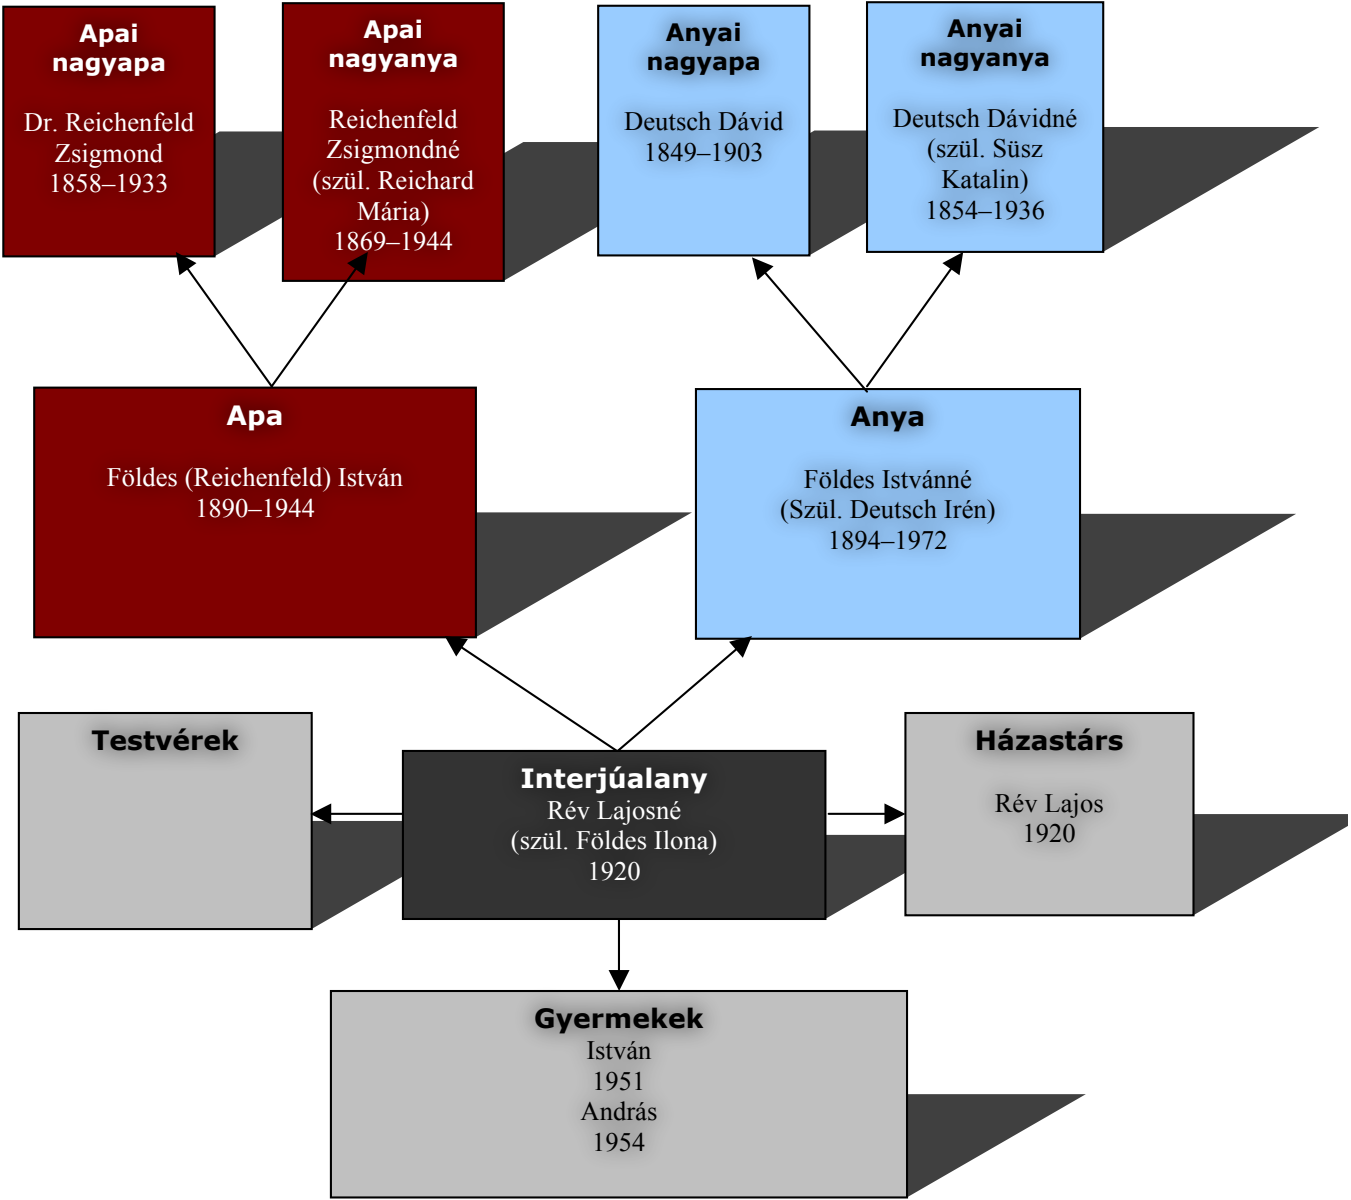 Apai
nagyapa
Dr. Reichenfeld
Zsigmond
1858–1933
Apai
nagyanya
Reichenfeld
Zsigmondné
(szül. Reichard
Mária)
1869–1944
Anyai
nagyapa
Deutsch Dávid
1849–1903
Anyai
nagyanya
Deutsch Dávidné
(szül. Süsz
Katalin)
1854–1936
Apa
Földes (Reichenfeld) István
1890–1944
Anya
Földes Istvánné
(Szül. Deutsch Irén)
1894–1972
Testvérek
Interjúalany
Rév Lajosné
(szül. Földes Ilona)
1920
Házastárs
Rév Lajos
1920
Gyermekek
István
1951
András
1954